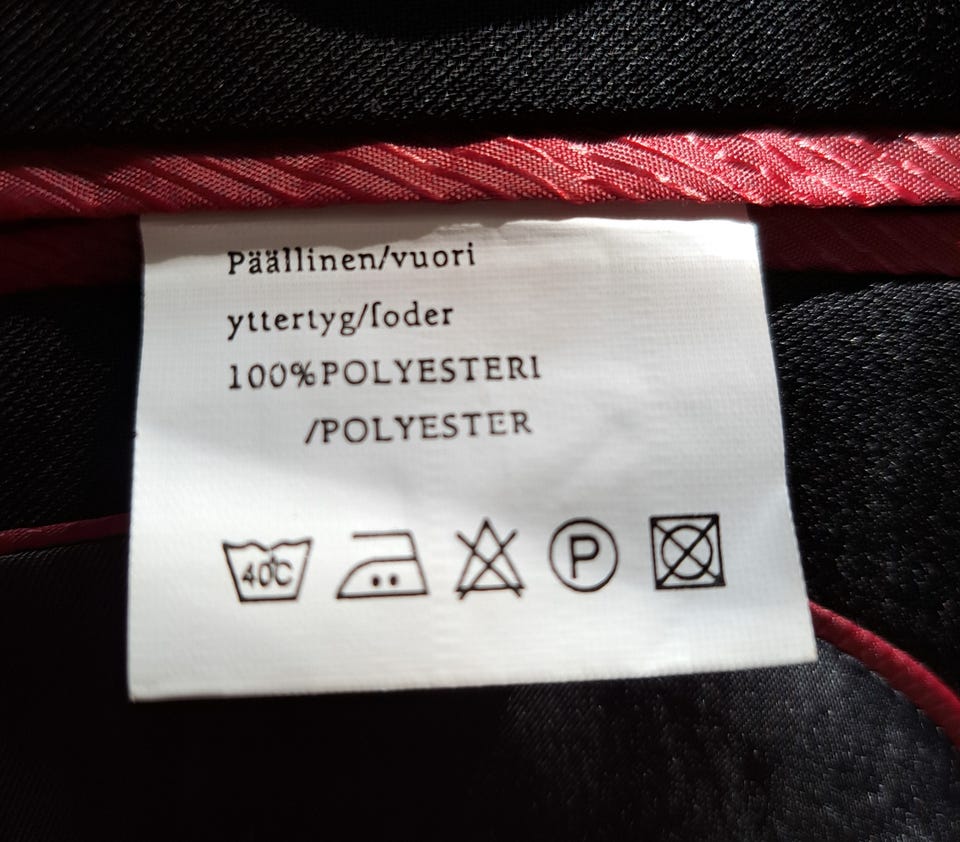 Päällinen/vuori
yttertyg/foder
100%POLYESTERI
/POLYESTER
40°C
P